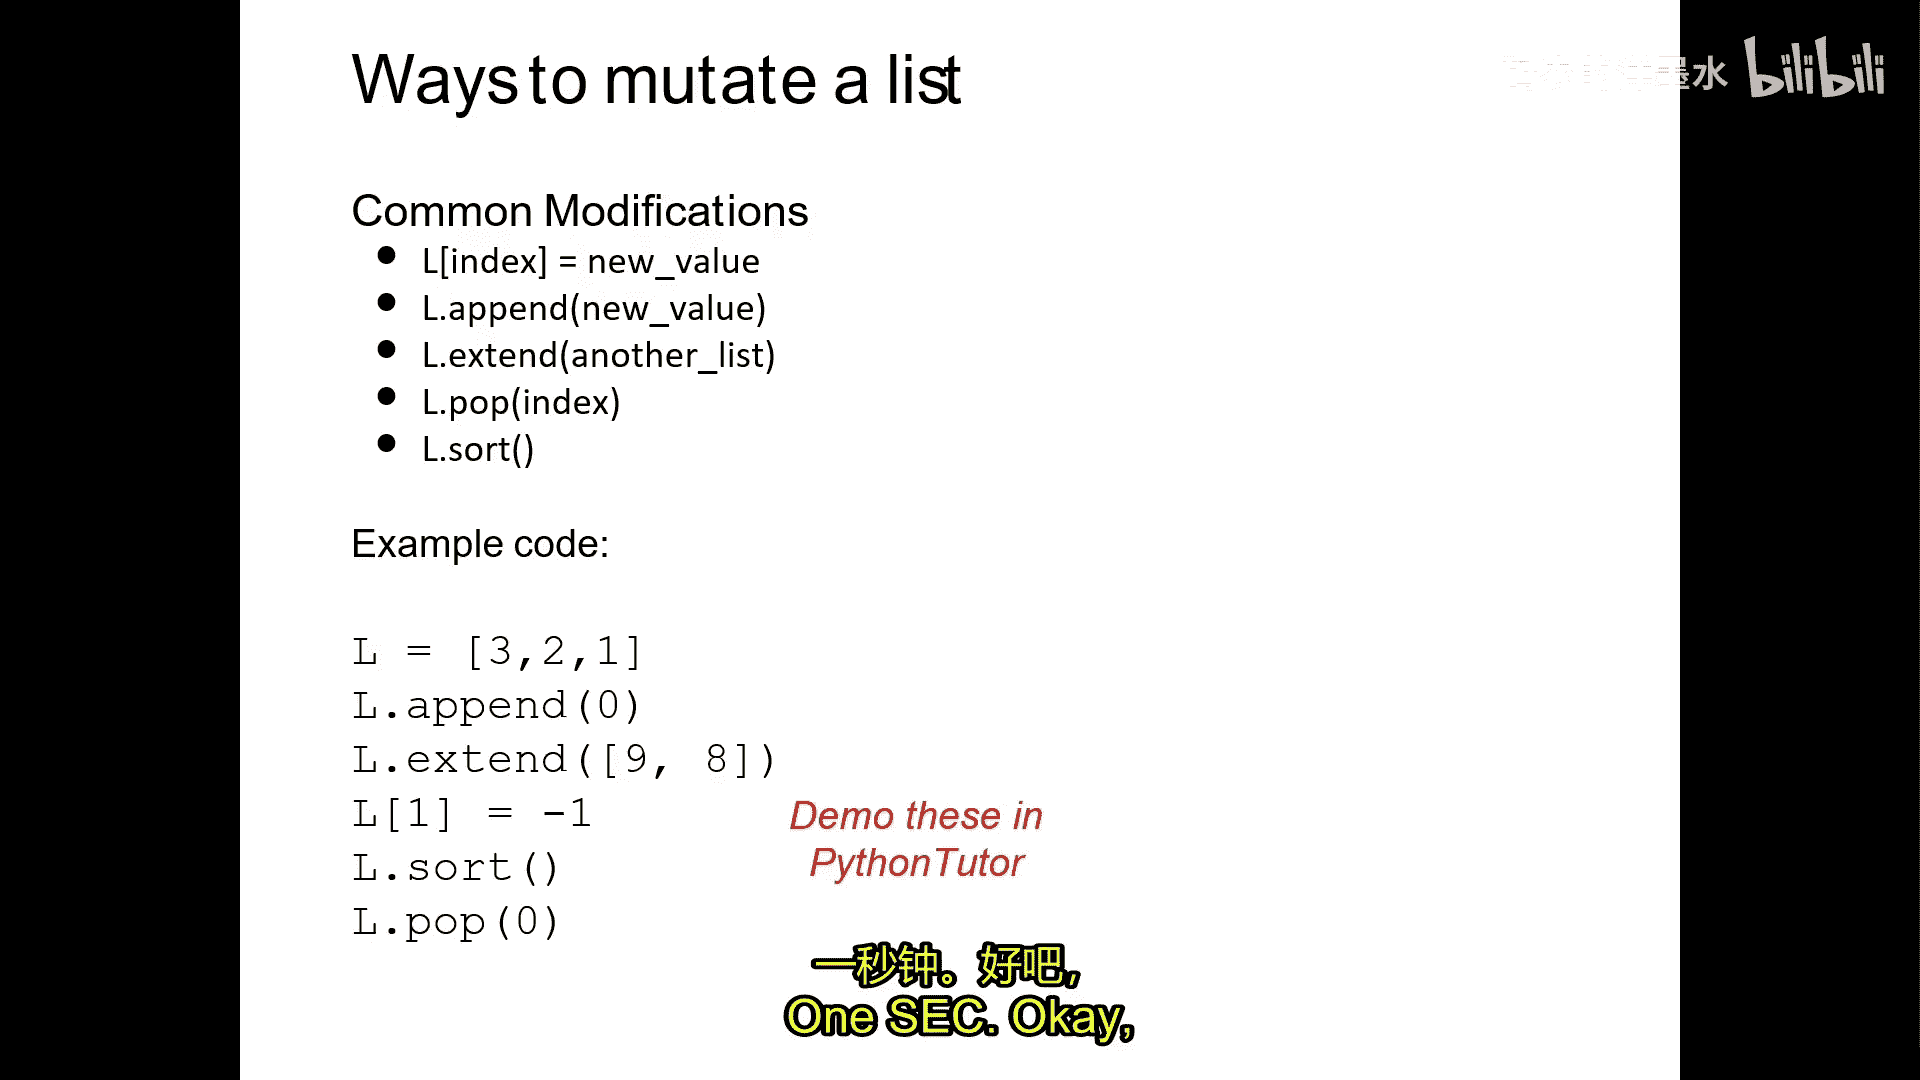 Ways to mutate a list
墨水 bilibili
Common Modifications
● L[index] = new_value
● L.append(new_value)
● L.extend(another_list)
● L.pop(index)
● L.sort()
Example code:
L = [3,2,1]
L.append(0)
L.extend([9, 8])
L[1] = -1
L.sort()
L.pop(0)
Demo these in
PythonTutor
一秒钟。好吧，
One SEC. Okay,